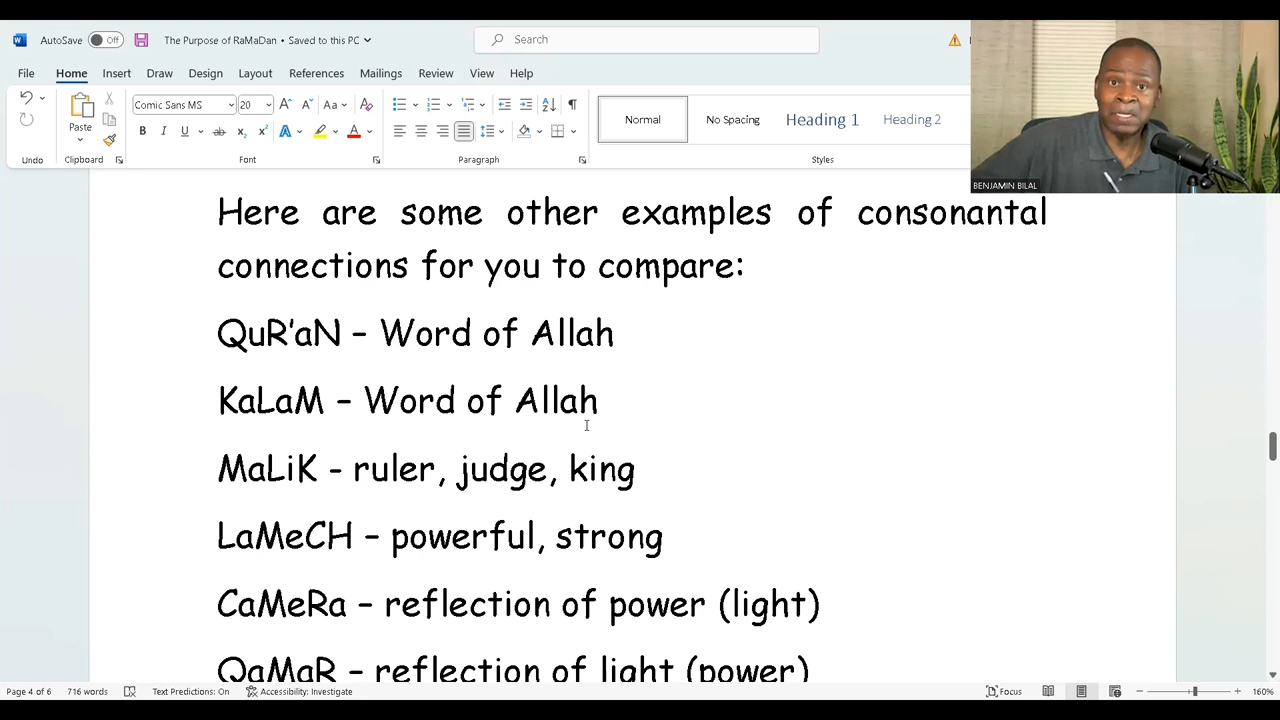 AutoSave Off The Purpose of RaMaDan • Saved to this PC Search
File Home Insert Draw Design Layout References Mailings Review View Help
Comic Sans MS 20 Aa
Paste B I U ab x₂ x² A A A
Normal No Spacing Heading 1 Heading 2
Undo Clipboard Font Paragraph Styles
BENJAMIN BILAL
Here are some other examples of consonantal
connections for you to compare:
QuR’aN – Word of Allah
KaLaM – Word of Allah
MaLiK - ruler, judge, king
LaMeCH – powerful, strong
CaMeRa – reflection of power (light)
QaMaR – reflection of light (power)
Page 4 of 6 716 words Text Predictions: On Accessibility: Investigate Focus 160%